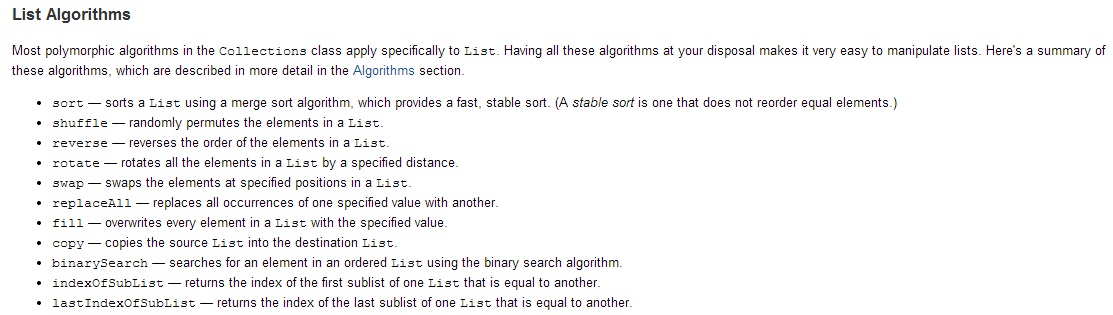 List Algorithms
Most polymorphic algorithms in the Collections class apply specifically to List. Having all these algorithms at your disposal makes it very easy to manipulate lists. Here's a summary of
these algorithms, which are described in more detail in the Algorithms section.
• sort — sorts a List using a merge sort algorithm, which provides a fast, stable sort. (A stable sort is one that does not reorder equal elements.)
• shuffle — randomly permutes the elements in a List.
• reverse — reverses the order of the elements in a List.
• rotate — rotates all the elements in a List by a specified distance.
• swap — swaps the elements at specified positions in a List.
• replaceAll — replaces all occurrences of one specified value with another.
• fill — overwrites every element in a List with the specified value.
• copy — copies the source List into the destination List.
• binarySearch — searches for an element in an ordered List using the binary search algorithm.
• indexOfSubList — returns the index of the first sublist of one List that is equal to another.
• lastIndexOfSubList — returns the index of the last sublist of one List that is equal to another.